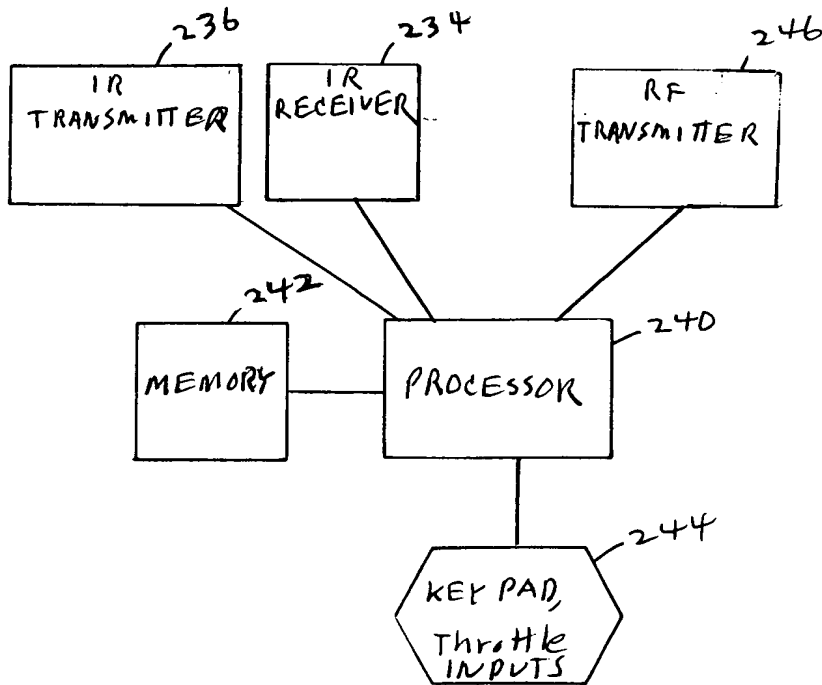 236
234
246
IR
TRANSMITTER
IR
RECEIVER
RF
TRANSMITTER
242
240
MEMORY
PROCESSOR
244
KEY PAD,
Throttle
INPUTS